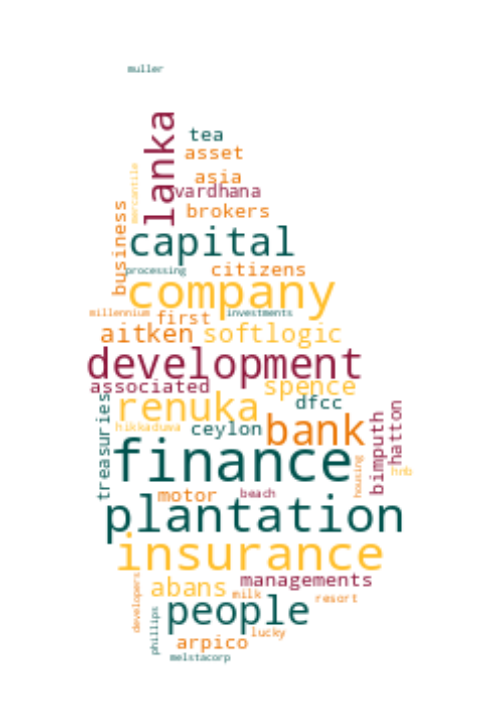 muller
lanka
tea
asset
asia
mercantile
vardhana
brokers
business
capital
processing
citizens
company
millennium
first
investments
aitken
softlogic
development
associated
spence
treasuries
renuka
dfcc
hikkaduwa
ceylon
bank
bimputh
hatton
finance
housing
hnb
motor
beach
plantation
insurance
managements
developers
abans
milk
resort
phillips
people
lucky
arpico
melstacorp